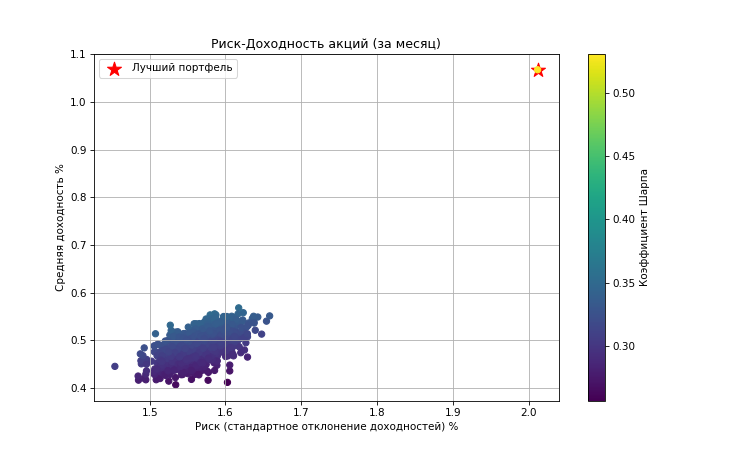 Риск-Доходность акций (за месяц)
Лучший портфель
1.1
1.0
0.9
0.8
0.7
0.6
0.5
0.4
Средняя доходность %
1.5 1.6 1.7 1.8 1.9 2.0
Риск (стандартное отклонение доходностей) %
0.50
0.45
0.40
0.35
0.30
Коэффициент Шарпа